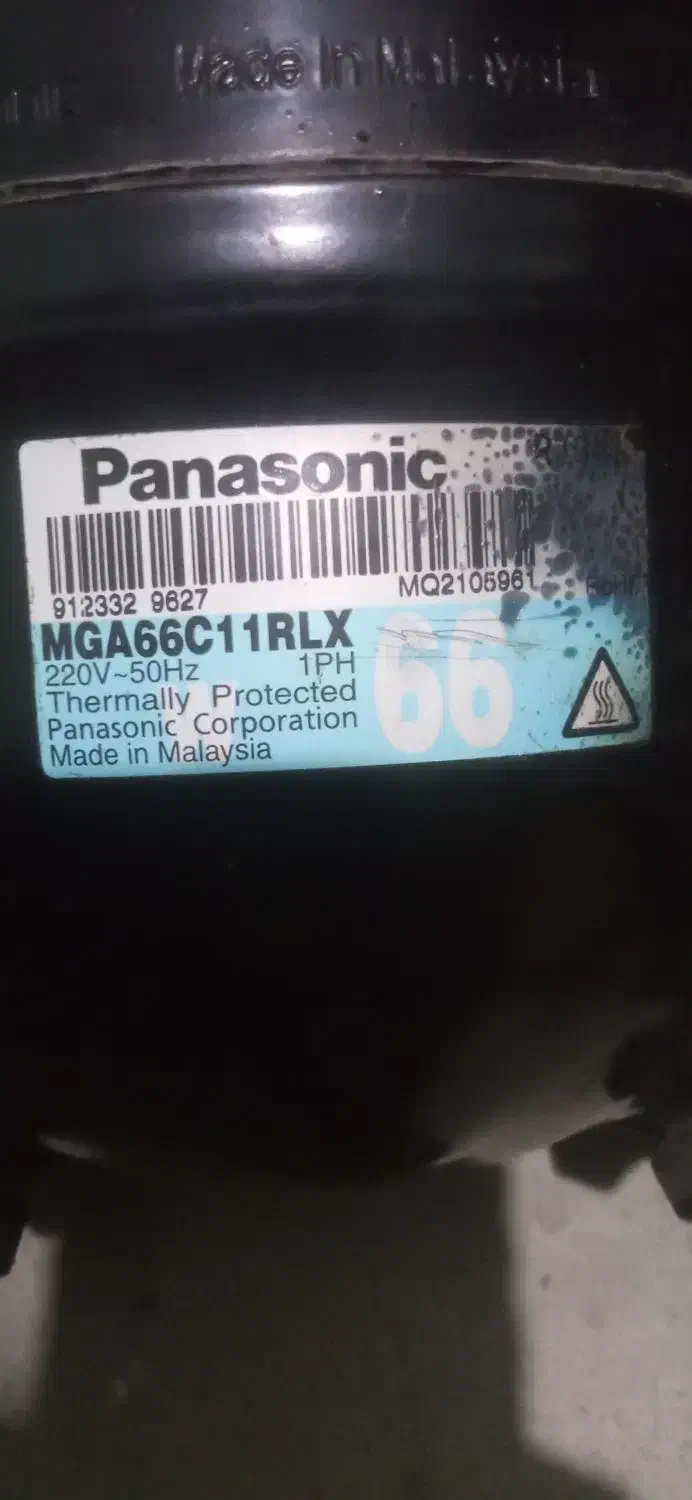 Made In Malaysia
Panasonic
912332 9627 MQ2105961
MGA66C11RLX
66
220V~50Hz 1PH
Thermally Protected
Panasonic Corporation
Made in Malaysia